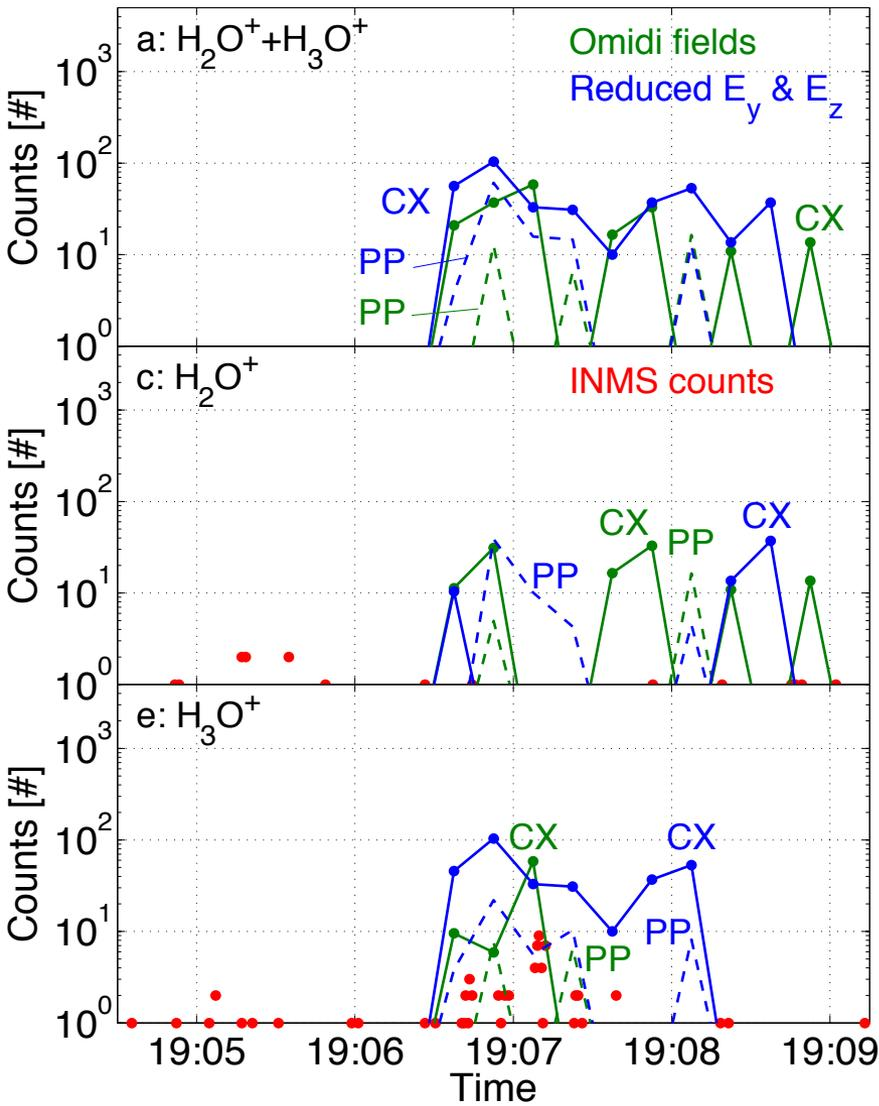 a: H₂O⁺+H₃O⁺
Omidi fields
Reduced E_y & E_z
Counts [#]
10³
10²
10¹
10⁰
CX
PP
PP
CX
c: H₂O⁺
INMS counts
Counts [#]
10³
10²
10¹
10⁰
CX
CX
PP
PP
e: H₃O⁺
Counts [#]
10³
10²
10¹
10⁰
CX
CX
PP
PP
19:05 19:06 19:07 19:08 19:09
Time